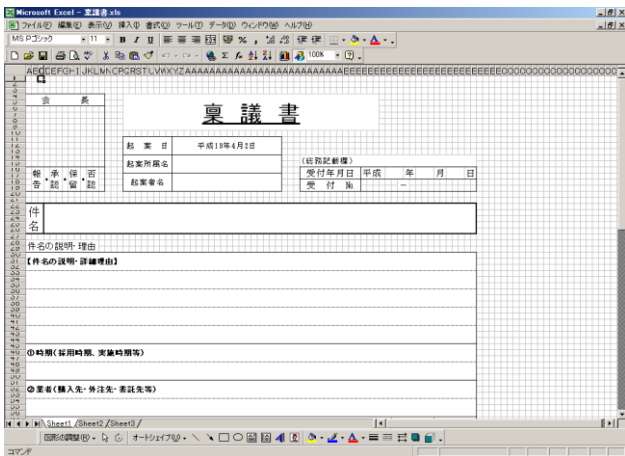 Microsoft Excel - 稟議書.xls
ファイル(F) 編集(E) 表示(V) 挿入(I) 書式(O) ツール(T) データ(D) ウィンドウ(W) ヘルプ(H)
MS Pゴシック 11 B I U
100%
会 長
稟 議 書
起 案 日 平成19年4月2日
起案所属名
起案者名
(総務記載欄)
受付年月日 平成 年 月 日
受 付 № －
報告・承認・保留・否認
件名
件名の説明・理由
【件名の説明・詳細理由】
①時期(採用時期、実施時期等)
②業者(購入先・外注先・委託先等)
Sheet1 / Sheet2 / Sheet3 /
図形の調整(R) オートシェイプ(U)
コマンド